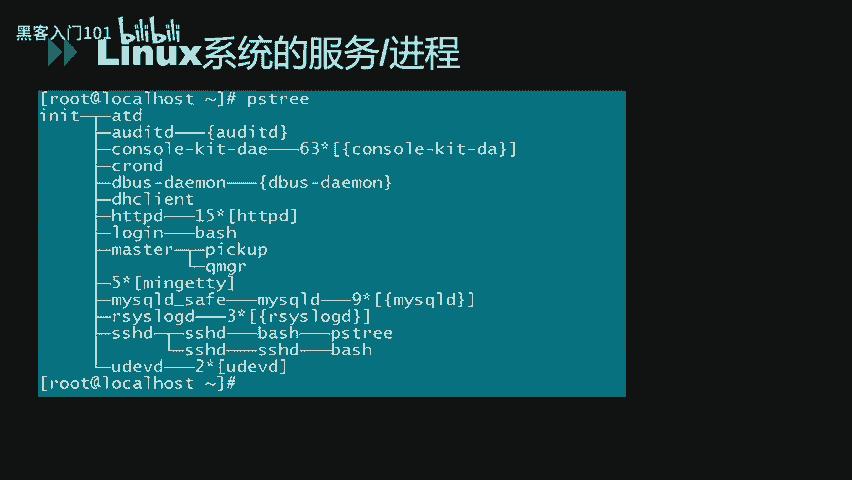 黑客入门101 bilibili
Linux系统的服务/进程
[root@localhost ~]# pstree
init─┬─atd
     ├─auditd───{auditd}
     ├─console-kit-dae───63*[{console-kit-da}]
     ├─crond
     ├─dbus-daemon───{dbus-daemon}
     ├─dhclient
     ├─httpd───15*[httpd]
     ├─login───bash
     ├─master─┬─pickup
     │        └─qmgr
     ├─5*[mingetty]
     ├─mysqld_safe───mysqld───9*[{mysqld}]
     ├─rsyslogd───3*[{rsyslogd}]
     ├─sshd─┬─sshd───bash───pstree
     │      └─sshd───sshd───bash
     └─udevd───2*[udevd]
[root@localhost ~]#